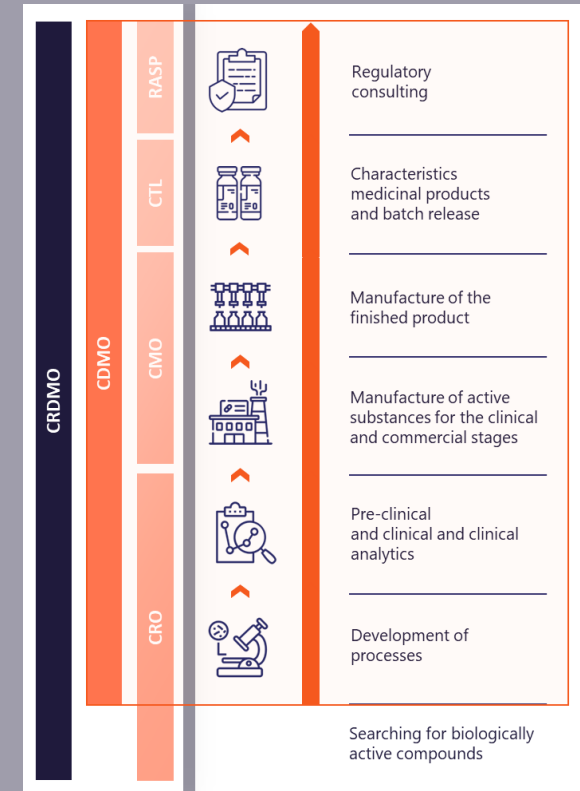 CRDMO
CDMO
RASP
CTL
CMO
CRO
Regulatory
consulting
Characteristics
medicinal products
and batch release
Manufacture of the
finished product
Manufacture of active
substances for the clinical
and commercial stages
Pre-clinical
and clinical and clinical
analytics
Development of
processes
Searching for biologically
active compounds